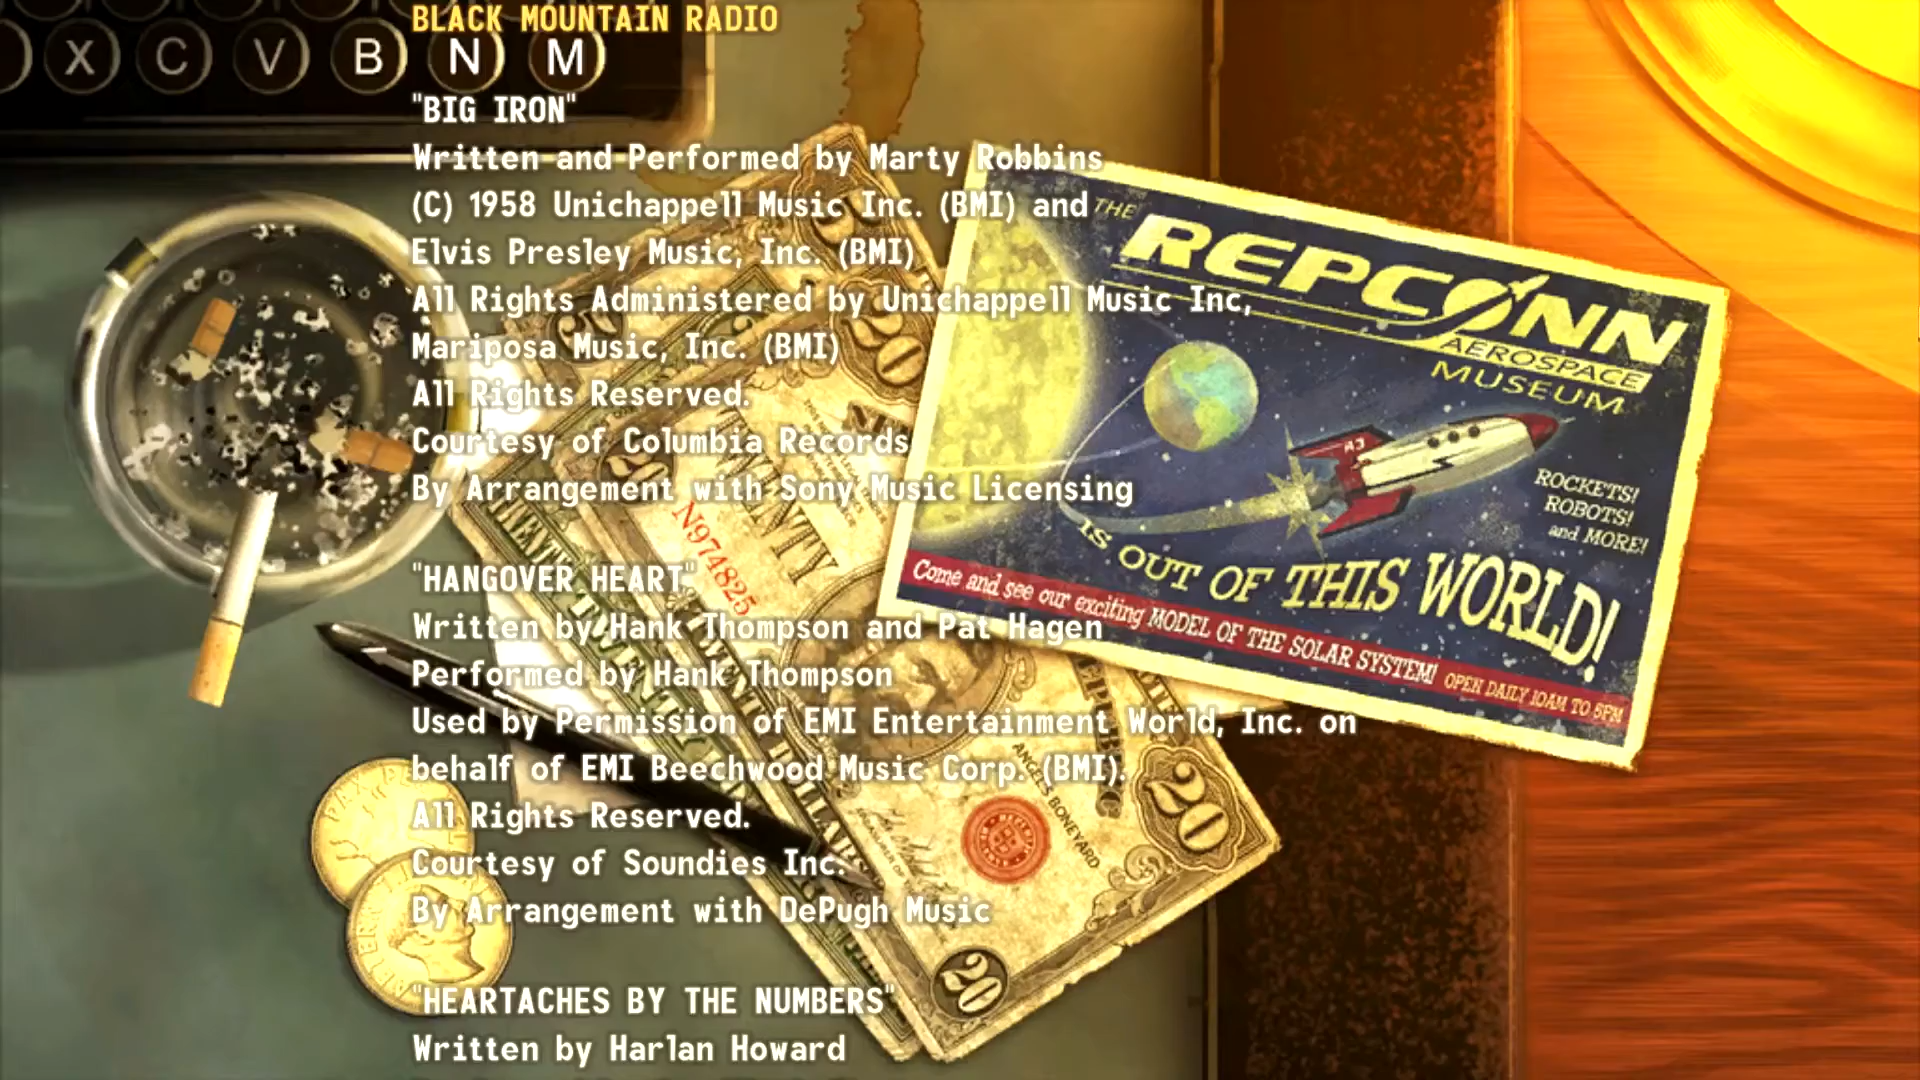 BLACK MOUNTAIN RADIO
X C V B N M
"BIG IRON"
Written and Performed by Marty Robbins
(C) 1958 Unichappell Music Inc. (BMI) and
Elvis Presley Music, Inc. (BMI)
All Rights Administered by Unichappell Music Inc,
Mariposa Music, Inc. (BMI)
All Rights Reserved.
Courtesy of Columbia Records
By Arrangement with Sony Music Licensing
"HANGOVER HEART"
Written by Hank Thompson and Pat Hagen
Performed by Hank Thompson
Used by Permission of EMI Entertainment World, Inc. on
behalf of EMI Beechwood Music Corp. (BMI).
All Rights Reserved.
Courtesy of Soundies Inc.
By Arrangement with DePugh Music
"HEARTACHES BY THE NUMBERS"
Written by Harlan Howard
THE
REPCONN
AEROSPACE
MUSEUM
ROCKETS!
ROBOTS!
and MORE!
IS OUT OF THIS WORLD!
Come and see our exciting MODEL OF THE SOLAR SYSTEM! OPEN DAILY 10AM TO 5PM
20
TWENTY
N974825
TWENTY DOLLARS
ANGEL'S BONEYARD
20
20